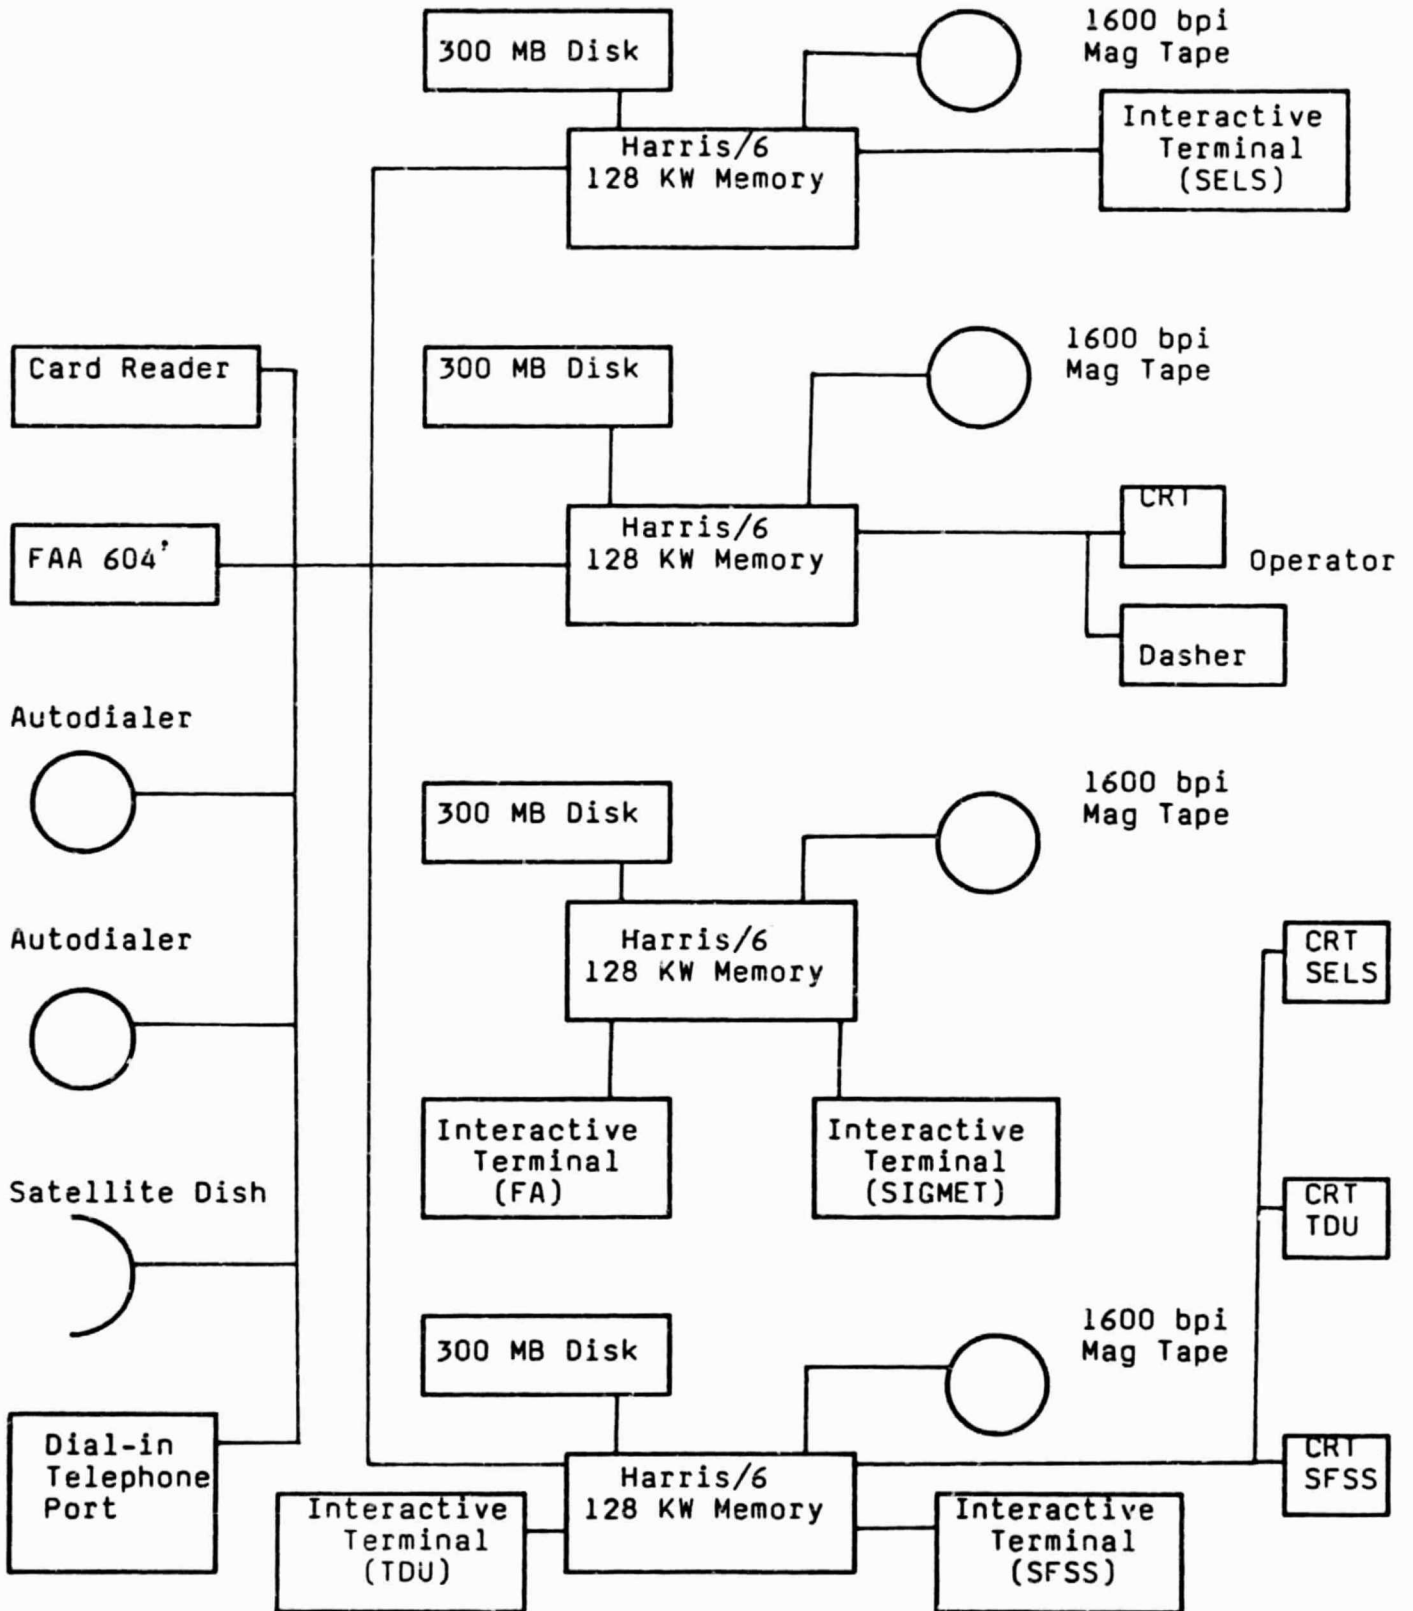 300 MB Disk
1600 bpi
Mag Tape
Harris/6
128 KW Memory
Interactive
Terminal
(SELS)
Card Reader
300 MB Disk
1600 bpi
Mag Tape
FAA 604'
Harris/6
128 KW Memory
CRT
Operator
Dasher
Autodialer
300 MB Disk
1600 bpi
Mag Tape
Autodialer
Harris/6
128 KW Memory
CRT
SELS
Interactive
Terminal
(FA)
Interactive
Terminal
(SIGMET)
Satellite Dish
CRT
TDU
300 MB Disk
1600 bpi
Mag Tape
Dial-in
Telephone
Port
Harris/6
128 KW Memory
CRT
SFSS
Interactive
Terminal
(TDU)
Interactive
Terminal
(SFSS)